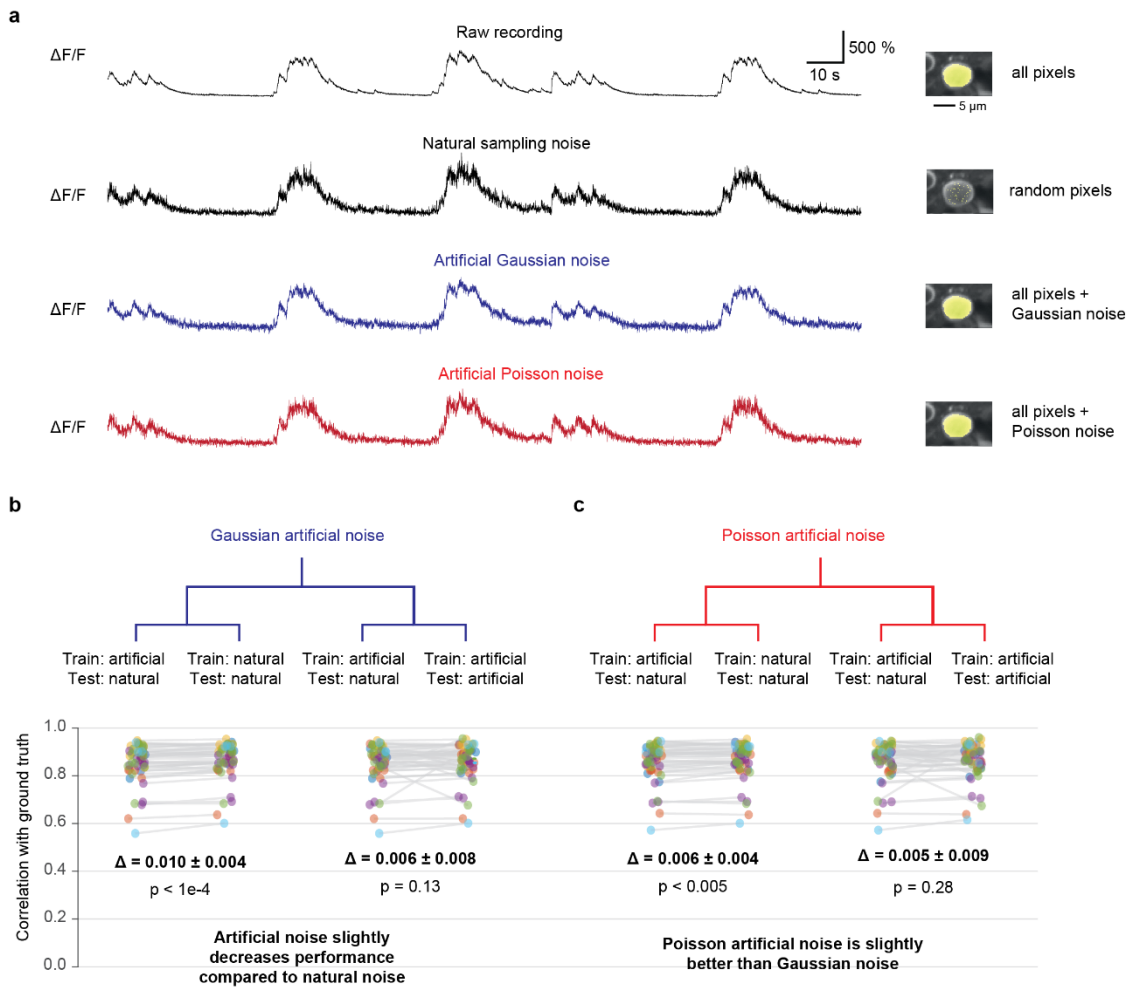 a
Raw recording
ΔF/F
500 %
10 s
all pixels
5 µm
Natural sampling noise
ΔF/F
random pixels
Artificial Gaussian noise
ΔF/F
all pixels +
Gaussian noise
Artificial Poisson noise
ΔF/F
all pixels +
Poisson noise
b
Gaussian artificial noise
Train: artificial
Test: natural
Train: natural
Test: natural
Train: artificial
Test: natural
Train: artificial
Test: artificial
c
Poisson artificial noise
Train: artificial
Test: natural
Train: natural
Test: natural
Train: artificial
Test: natural
Train: artificial
Test: artificial
Correlation with ground truth
1.0
0.8
0.6
0.4
0.2
0.0
Δ = 0.010 ± 0.004
p < 1e-4
Δ = 0.006 ± 0.008
p = 0.13
Δ = 0.006 ± 0.004
p < 0.005
Δ = 0.005 ± 0.009
p = 0.28
Artificial noise slightly
decreases performance
compared to natural noise
Poisson artificial noise is slightly
better than Gaussian noise